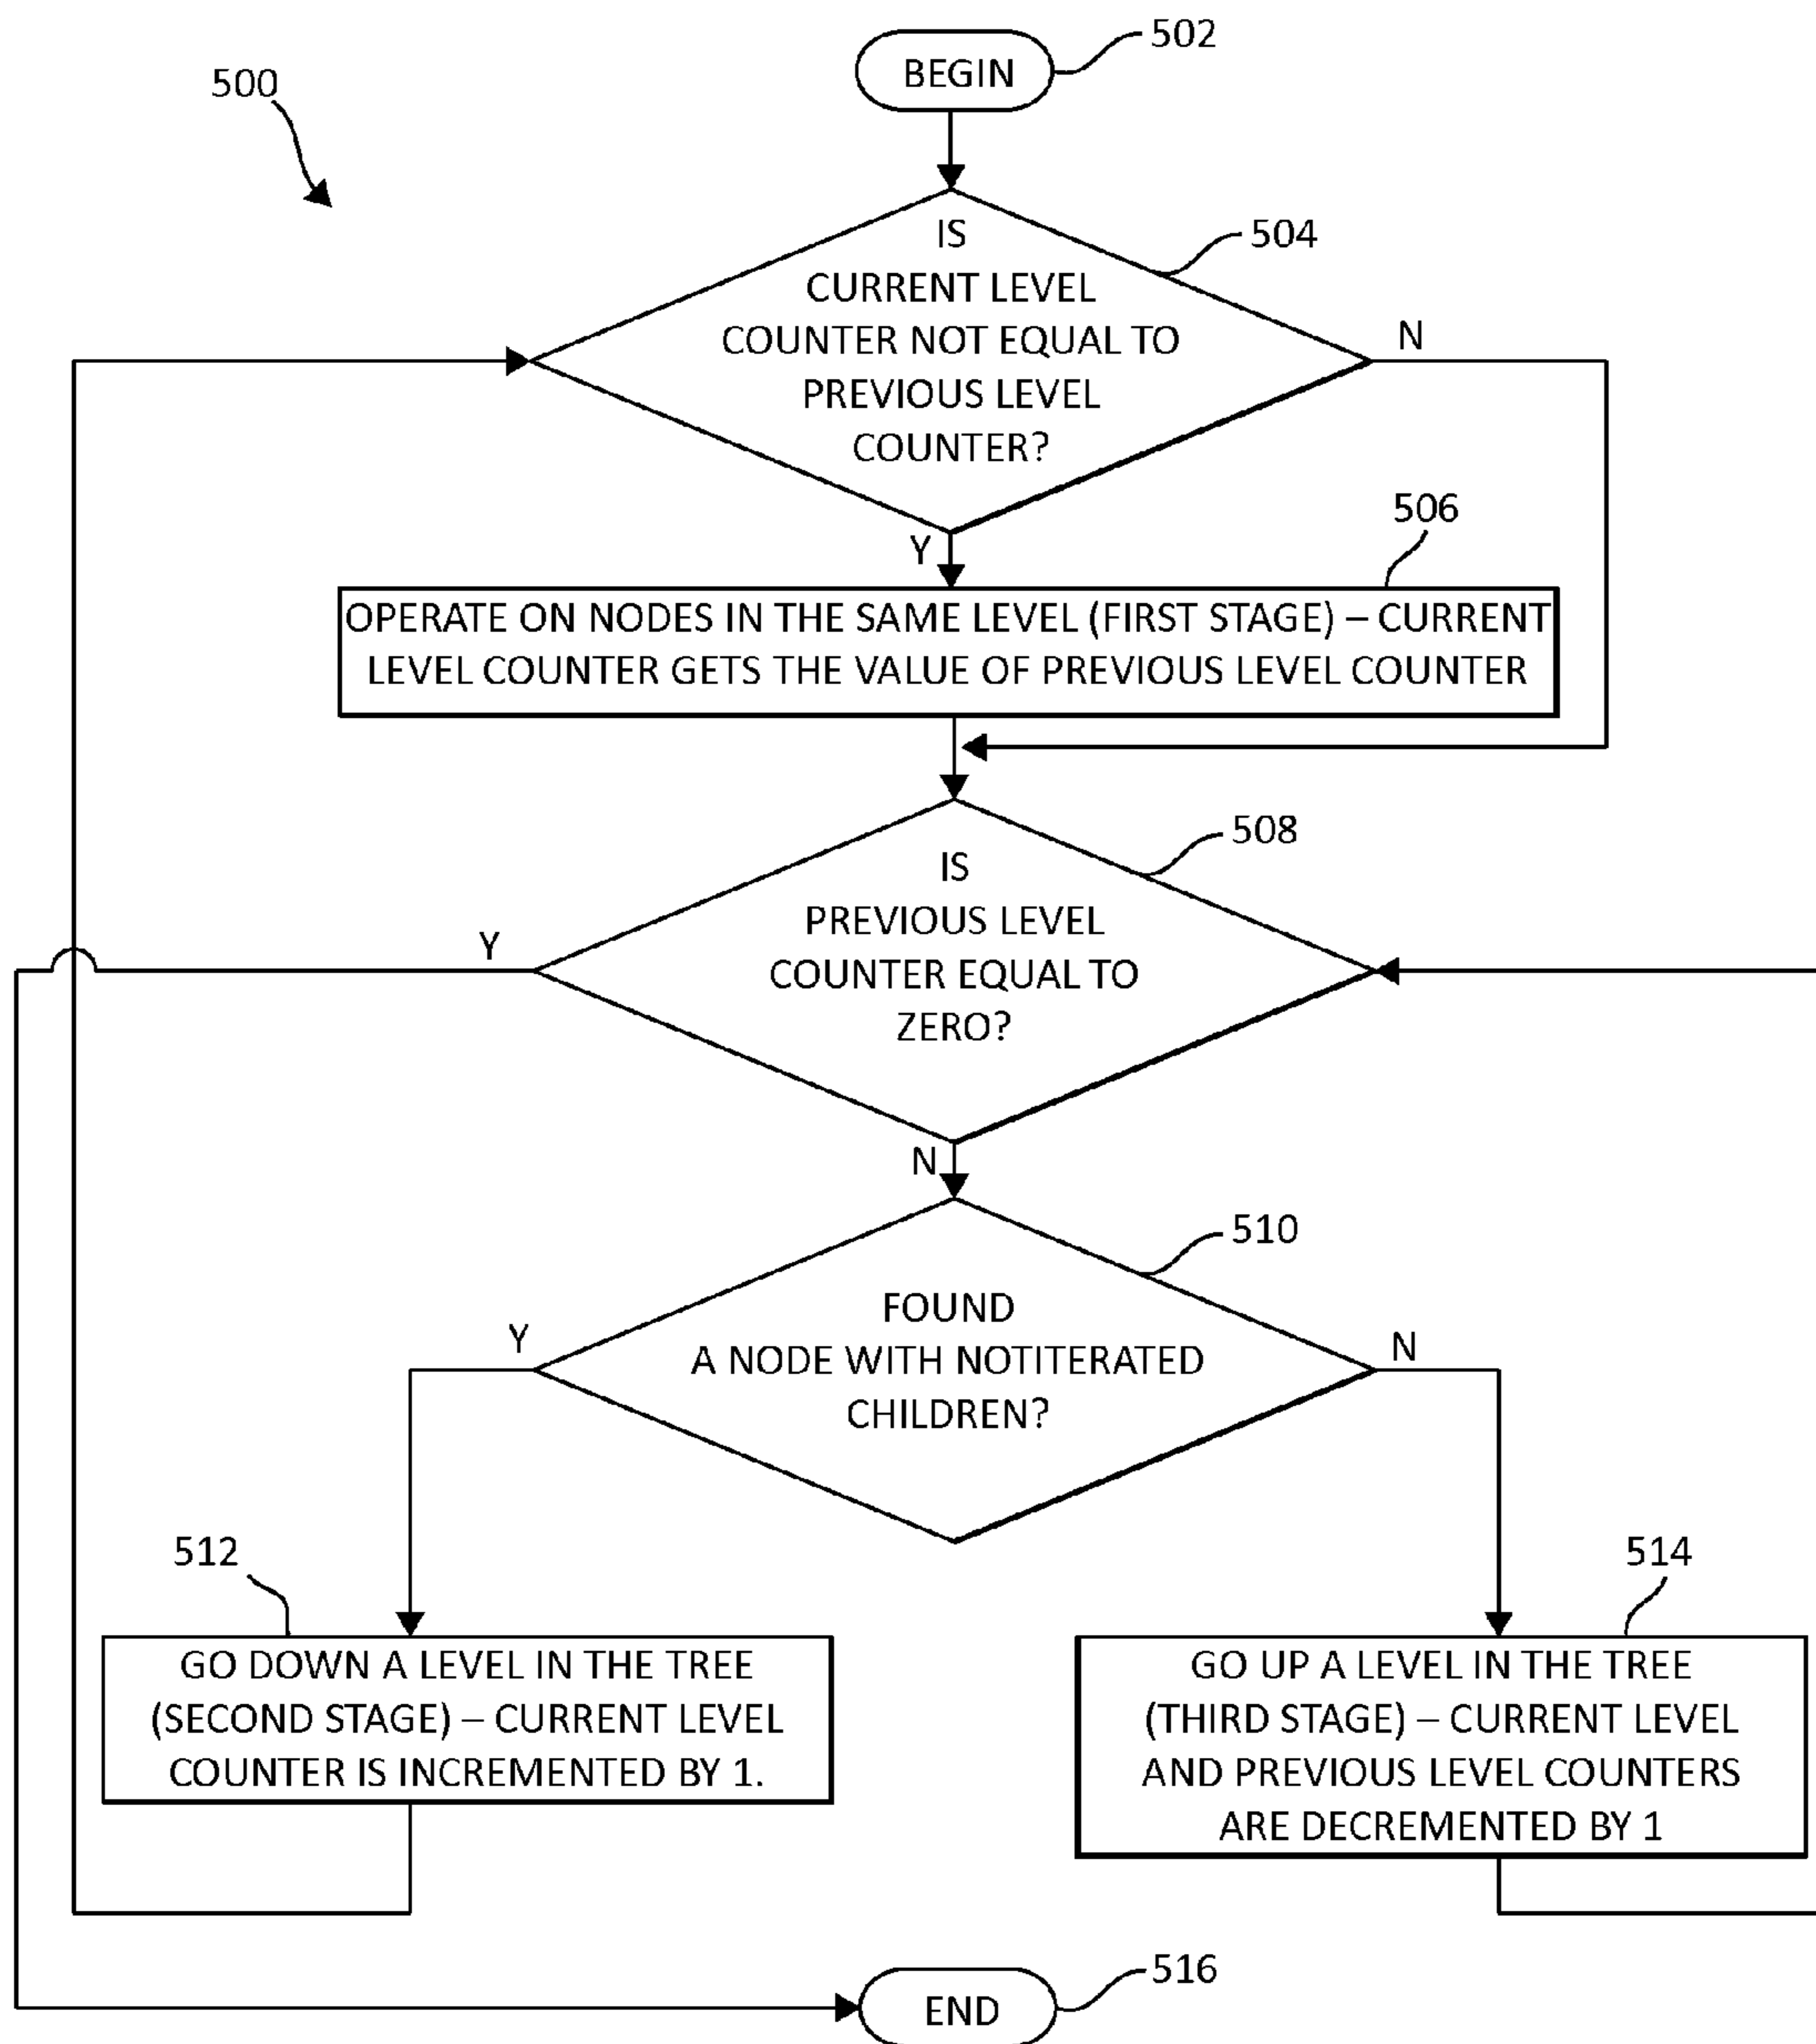 502
BEGIN
500
504
IS
CURRENT LEVEL
COUNTER NOT EQUAL TO
PREVIOUS LEVEL
COUNTER?
N
Y
506
OPERATE ON NODES IN THE SAME LEVEL (FIRST STAGE) – CURRENT
LEVEL COUNTER GETS THE VALUE OF PREVIOUS LEVEL COUNTER
508
IS
PREVIOUS LEVEL
COUNTER EQUAL TO
ZERO?
Y
N
510
FOUND
A NODE WITH NOTITERATED
CHILDREN?
Y
N
512
GO DOWN A LEVEL IN THE TREE
(SECOND STAGE) – CURRENT LEVEL
COUNTER IS INCREMENTED BY 1.
514
GO UP A LEVEL IN THE TREE
(THIRD STAGE) – CURRENT LEVEL
AND PREVIOUS LEVEL COUNTERS
ARE DECREMENTED BY 1
516
END